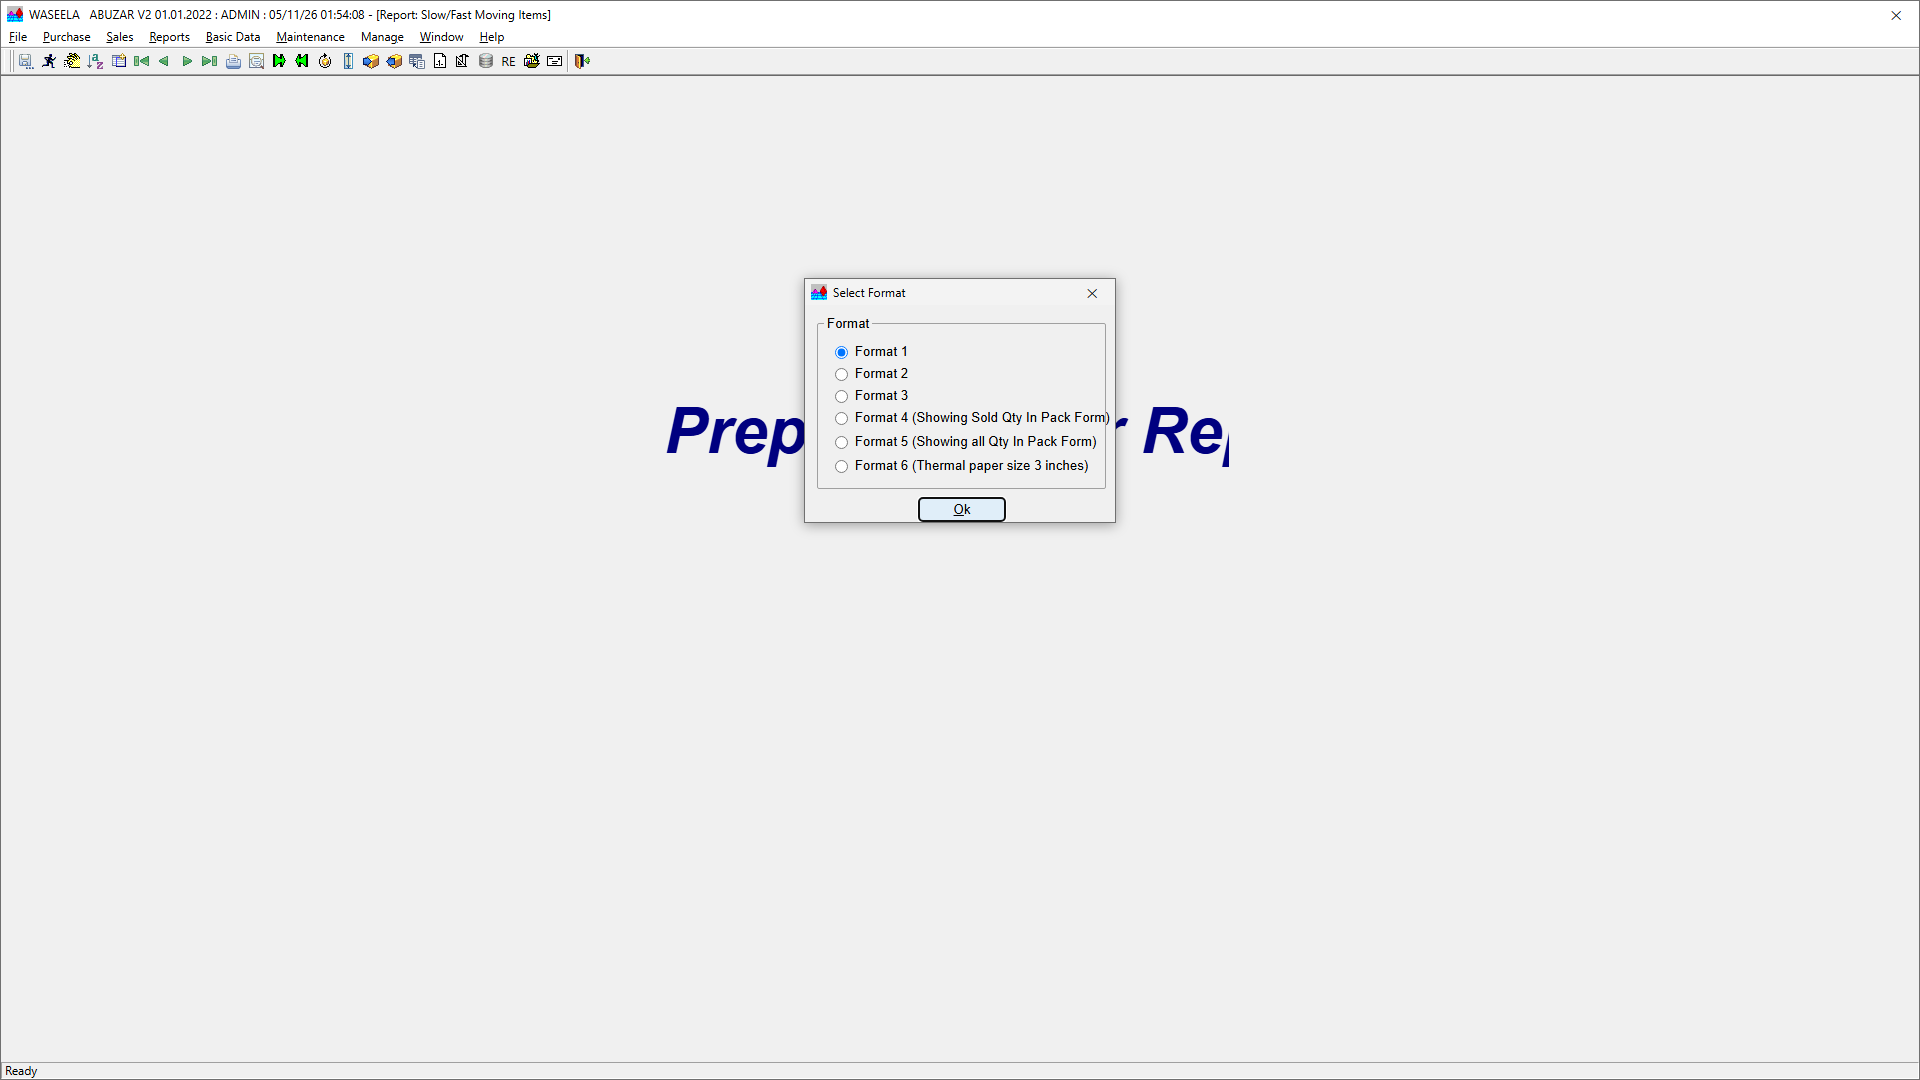 WASEELA ABUZAR V2 01.01.2022 : ADMIN : 05/11/26 01:54:08 - [Report: Slow/Fast Moving Items]
File Purchase Sales Reports Basic Data Maintenance Manage Window Help
RE
Select Format
Format
Format 1
Format 2
Format 3
Format 4 (Showing Sold Qty In Pack Form)
Format 5 (Showing all Qty In Pack Form)
Format 6 (Thermal paper size 3 inches)
Ok
Ready